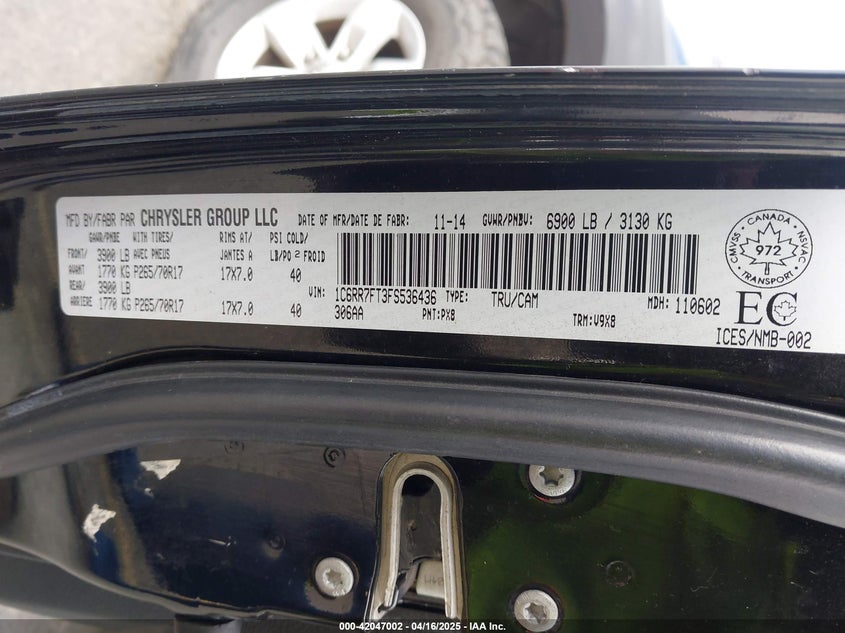 MFD BY/FABR PAR CHRYSLER GROUP LLC DATE OF MFR/DATE DE FABR: 11-14 GVWR/PNBV: 6900 LB / 3130 KG
GAWR/PNBE WITH TIRES/ RIMS AT/ PSI COLD/
FRONT/ 3900 LB AVEC PNEUS JANTES A LB/PO 2 FROID
AVANT 1770 KG P265/70R17 17X7.0 40
REAR/ 3900 LB
ARRIERE 1770 KG P265/70R17 17X7.0 40
VIN: 1C6RR7FT3FS536436 TYPE: TRU/CAM MDH: 110602
306AA PNT:PX8 TRM:V9X8
CANADA
CMVSS 972 NSVAC
TRANSPORT
EC
ICES/NMB-002
000-42047002 - 04/16/2025 - IAA Inc.